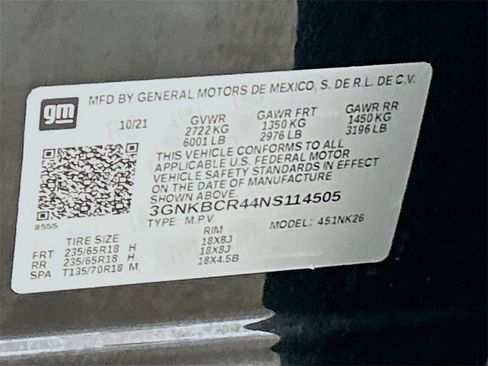 gm
MFD BY GENERAL MOTORS DE MEXICO, S. DE R.L. DE C.V.
10/21 GVWR GAWR FRT GAWR RR
2722 KG 1350 KG 1450 KG
6001 LB 2976 LB 3196 LB
THIS VEHICLE CONFORMS TO ALL
APPLICABLE U.S. FEDERAL MOTOR
VEHICLE SAFETY STANDARDS IN EFFECT
ON THE DATE OF MANUFACTURE
SHOWN ABOVE.
3GNKBCR44NS114505
TYPE: M.P.V. MODEL: 451NK26
8555
TIRE SIZE RIM
FRT 235/65R18 H 18X8J
RR 235/65R18 H 18X8J
SPA T135/70R18 M 18X4.5B